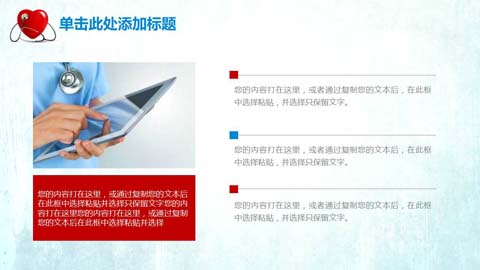 单击此处添加标题
您的内容打在这里，或者通过复制您的文本后，在此框
中选择粘贴，并选择只保留文字。
您的内容打在这里，或者通过复制您的文本后，在此框
中选择粘贴，并选择只保留文字。
您的内容打在这里，或通过复制您的文本后
在此框中选择粘贴并选择只保留文字您的内
容打在这里您的内容打在这里，或通过复制
您的文本后在此框中选择粘贴并选择
您的内容打在这里，或者通过复制您的文本后，在此框
中选择粘贴，并选择只保留文字。